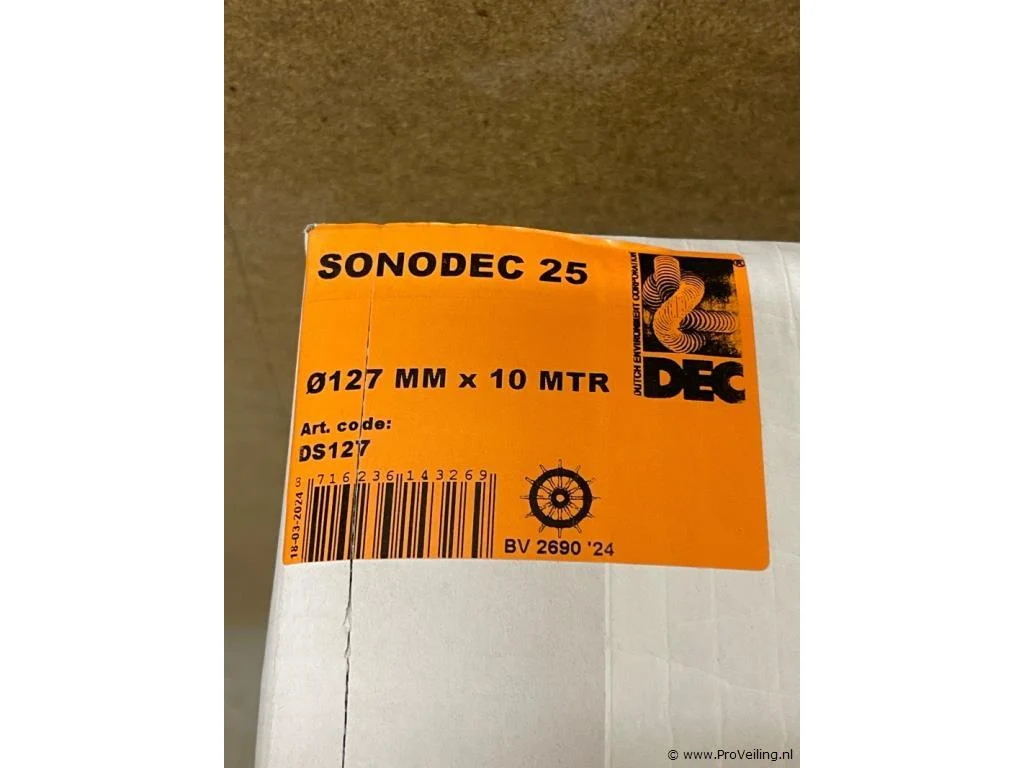 SONODEC 25
Ø127 MM x 10 MTR
Art. code:
DS127
8 716236 143269
18-03-2024
BV 2690 '24
DUTCH ENVIRONMENT CORPORATION
®
DEC
© www.ProVeiling.nl